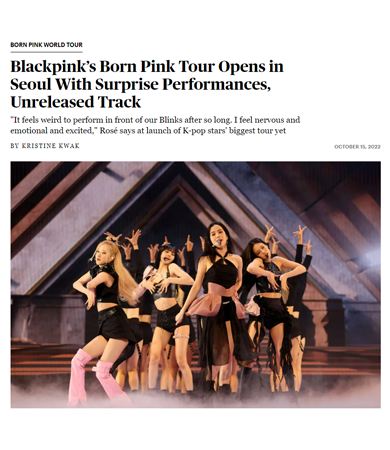 BORN PINK WORLD TOUR
Blackpink’s Born Pink Tour Opens in
Seoul With Surprise Performances,
Unreleased Track
“It feels weird to perform in front of our Blinks after so long. I feel nervous and
emotional and excited,” Rosé says at launch of K-pop stars’ biggest tour yet
BY KRISTINE KWAK
OCTOBER 15, 2022